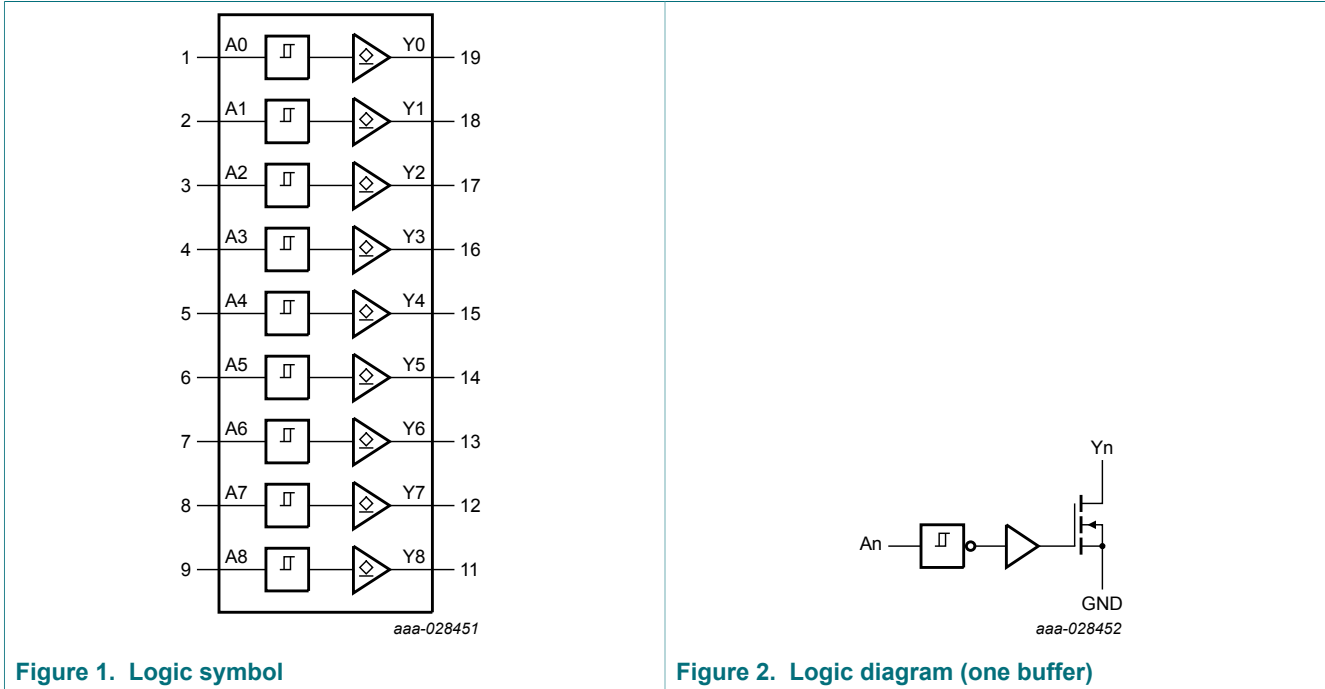 1 A0 Y0 19
2 A1 Y1 18
3 A2 Y2 17
4 A3 Y3 16
5 A4 Y4 15
6 A5 Y5 14
7 A6 Y6 13
8 A7 Y7 12
9 A8 Y8 11
aaa-028451
Figure 1. Logic symbol
Yn
An
GND
aaa-028452
Figure 2. Logic diagram (one buffer)